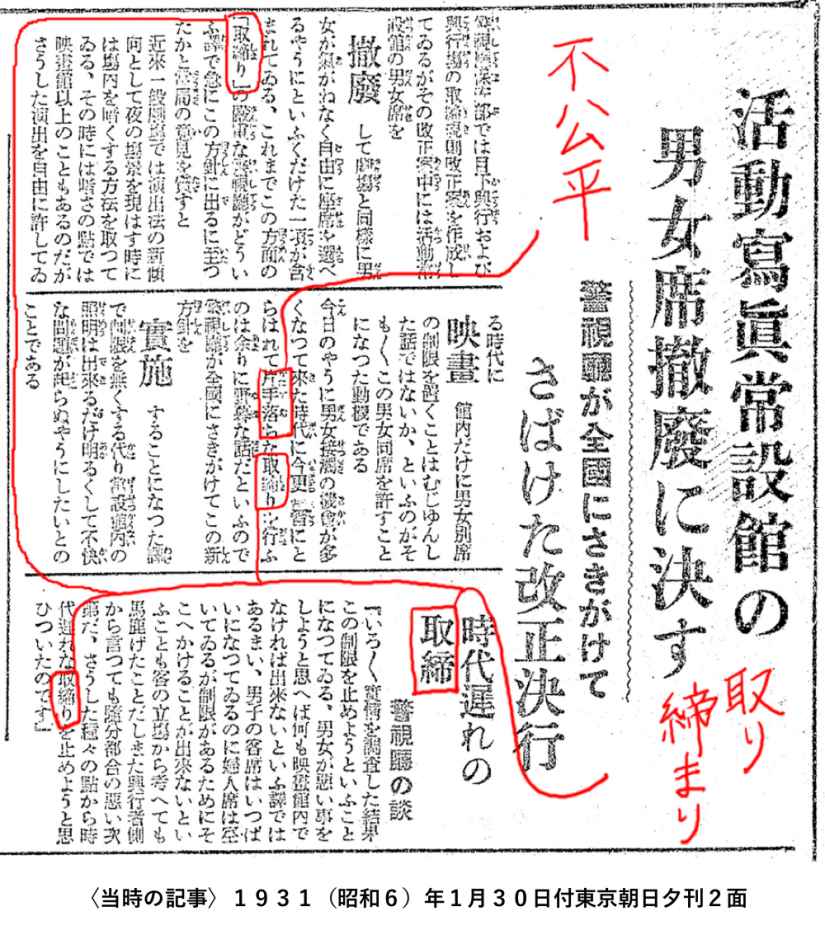 活動寫眞常設館の
男女席撤廢に決す
警視廳が全國にさきがけて
さばけた改正決行
不公平
取り
締まり
警視廳保安部では目下興行および
興行場の取締規則改正案を作成し
てゐるがその改正案中には活動常
設館の男女席を
撤廢
して劇場と同樣に男
女が氣がねなく自由に座席を選べ
るやうにといふくだけた一項が含
まれてゐる、これまでこの方面の
『取締り』の嚴重な警視廳がどうい
ふ譯で急にこの方針に出るに至つ
たかと當局の意見を質すと
近來一般劇場では演出法の新傾
向として夜の場景を現はす時に
は場内を暗くする方法を取つて
ゐる、その時には暗さの點では
映畫館以上のこともあるのだが
さうした演出を自由に許してゐ
る時代に
映畫
館内だけに男女別席
の制限を置くことはむじゆんし
た話ではないか、といふのがそ
もく この男女同席を許すこと
になつた動機である
今日のやうに男女接觸の機會が多
くなつて來た時代に今更 習にと
らはれて片手落ちな取締りを行ふ
のは余りに野暮な話だといふので
警視廳が全國にさきがけてこの新
方針を
實施
することになつた譯
で制限を無くする代り常設館内の
照明は出來るだけ明るくして不快
な問題が起らぬやうにしたいとの
ことである
時代遲れの
取締
警視廳の談
『いろく 實情を調査した結果
この制限を止めようといふこと
になつてゐる、男女が惡い事を
しようと思へば何も映畫館内で
なければ出來ないといふ譯では
あるまい、男子の客席はいつぱ
いになつてゐるのに婦人席は空
いてゐるが制限があるためにそ
こへかけることが出來ないとい
ふことも客の立場から考へても
馬鹿げたことだしまた興行者側
から言つても隨分都合の惡い次
第だ、さうした種々の點から時
代遲れな取締りを止めようと思
ひついたのです』
〈当時の記事〉１９３１（昭和６）年１月３０日付東京朝日夕刊２面